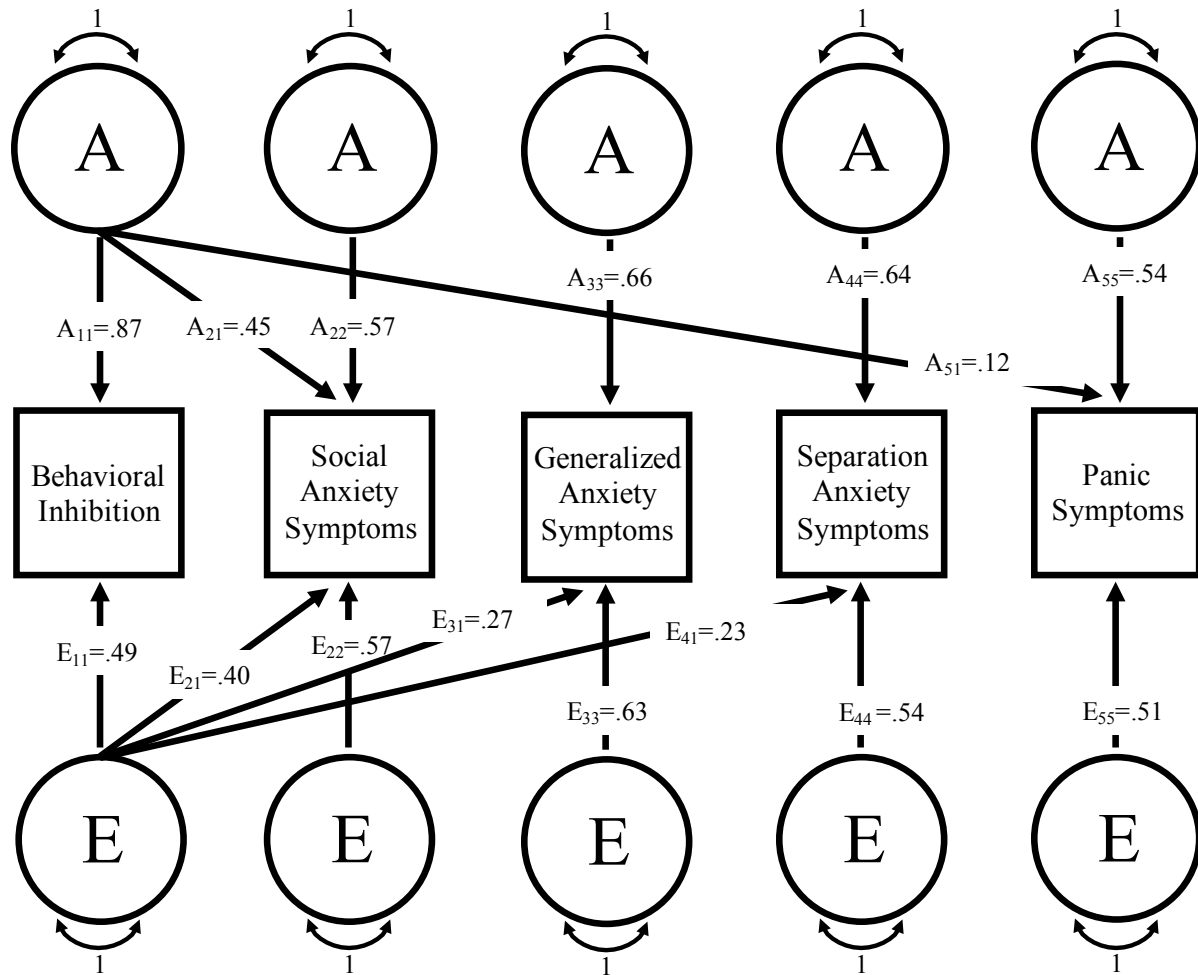 1 1 1 1 1
A A A A A
A₃₃=.66 A₄₄=.64 A₅₅=.54
A₁₁=.87 A₂₁=.45 A₂₂=.57
A₅₁=.12
Behavioral
Inhibition
Social
Anxiety
Symptoms
Generalized
Anxiety
Symptoms
Separation
Anxiety
Symptoms
Panic
Symptoms
E₁₁=.49 E₂₁=.40 E₂₂=.57 E₃₁=.27 E₄₁=.23
E₃₃=.63 E₄₄=.54 E₅₅=.51
E E E E E
1 1 1 1 1